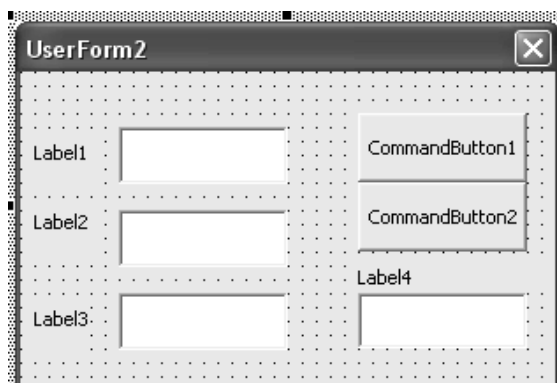 UserForm2
Label1
CommandButton1
Label2
CommandButton2
Label4
Label3